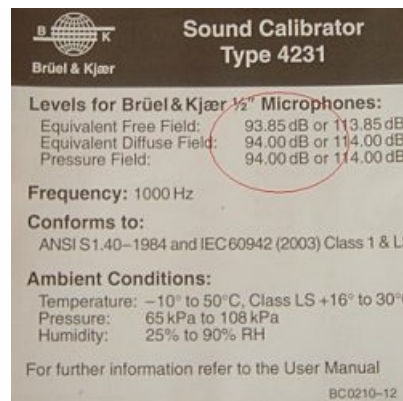 B K
Brüel & Kjær
Sound Calibrator
Type 4231
Levels for Brüel & Kjær ½” Microphones:
Equivalent Free Field: 93.85 dB or 113.85 dB
Equivalent Diffuse Field: 94.00 dB or 114.00 dB
Pressure Field: 94.00 dB or 114.00 dB
Frequency: 1000 Hz
Conforms to:
ANSI S1.40–1984 and IEC 60942 (2003) Class 1 &
Ambient Conditions:
Temperature: –10° to 50°C, Class LS +16° to 30°
Pressure: 65 kPa to 108 kPa
Humidity: 25% to 90% RH
For further information refer to the User Manual
BC0210–12